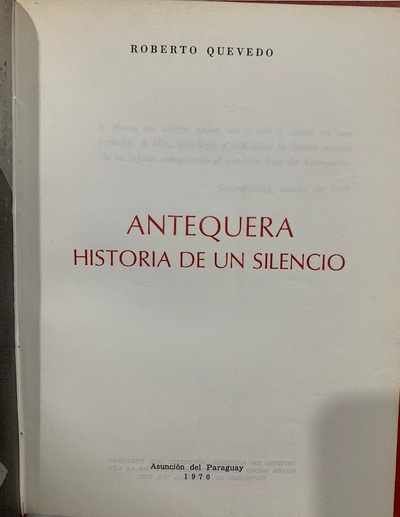 ROBERTO QUEVEDO
ANTEQUERA
HISTORIA DE UN SILENCIO
Asunción del Paraguay
1970